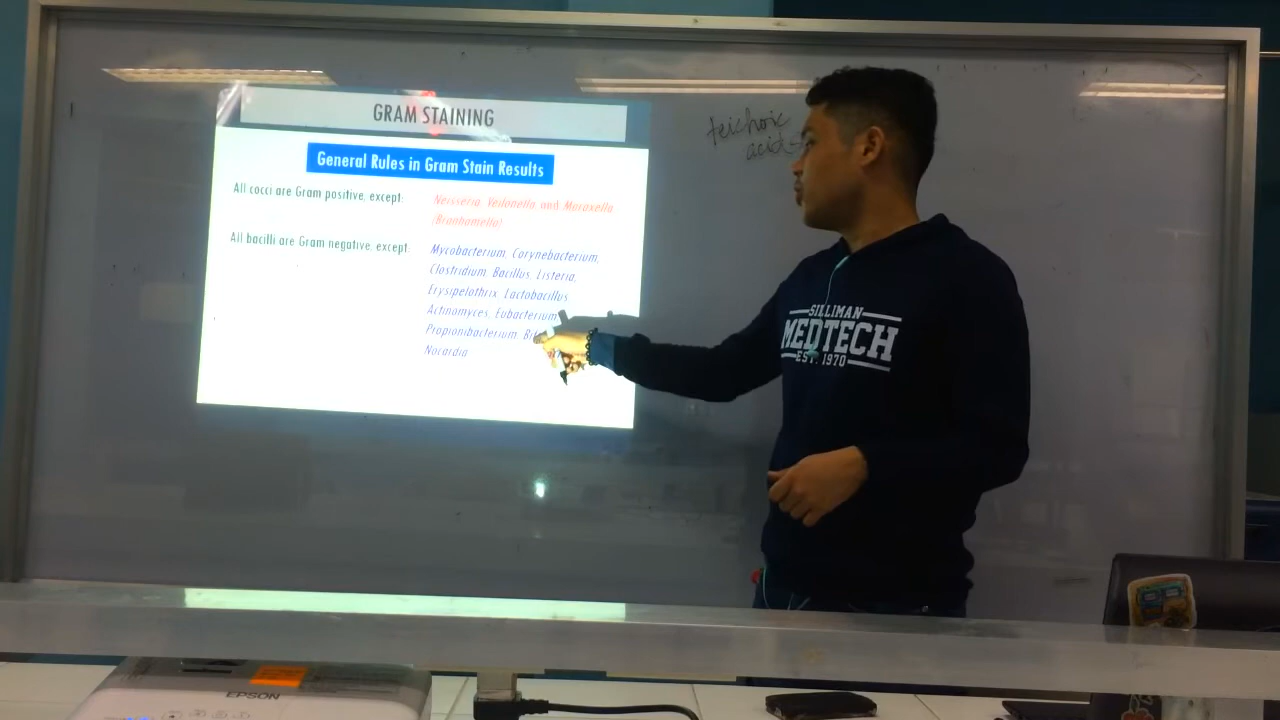 GRAM STAINING
General Rules in Gram Stain Results
All cocci are Gram positive, except:
Neisseria, Veilonella, and Moraxella
(Branhamella)
All bacilli are Gram negative, except:
Mycobacterium, Corynebacterium,
Clostridium, Bacillus, Listeria,
Erysipelothrix, Lactobacillus
Actinomyces, Eubacterium
Propionibacterium,
Nocardia
teichoic
acids
SILLIMAN
MEDTECH
EST. 1970
EPSON